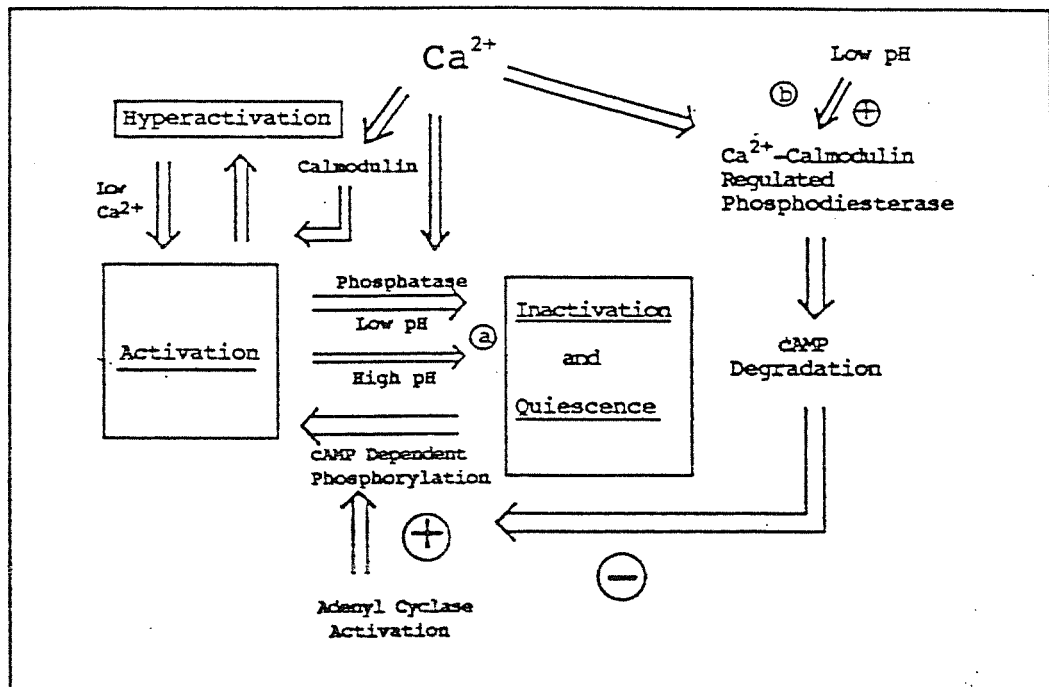 Ca2+
Low pH
b
+
Hyperactivation
Calmodulin
Ca2+-Calmodulin
Regulated
Phosphodiesterase
Low
Ca2+
Phosphatase
Low pH
a
High pH
Activation
Inactivation
and
Quiescence
cAMP
Degradation
cAMP Dependent
Phosphorylation
+
−
Adenyl Cyclase
Activation